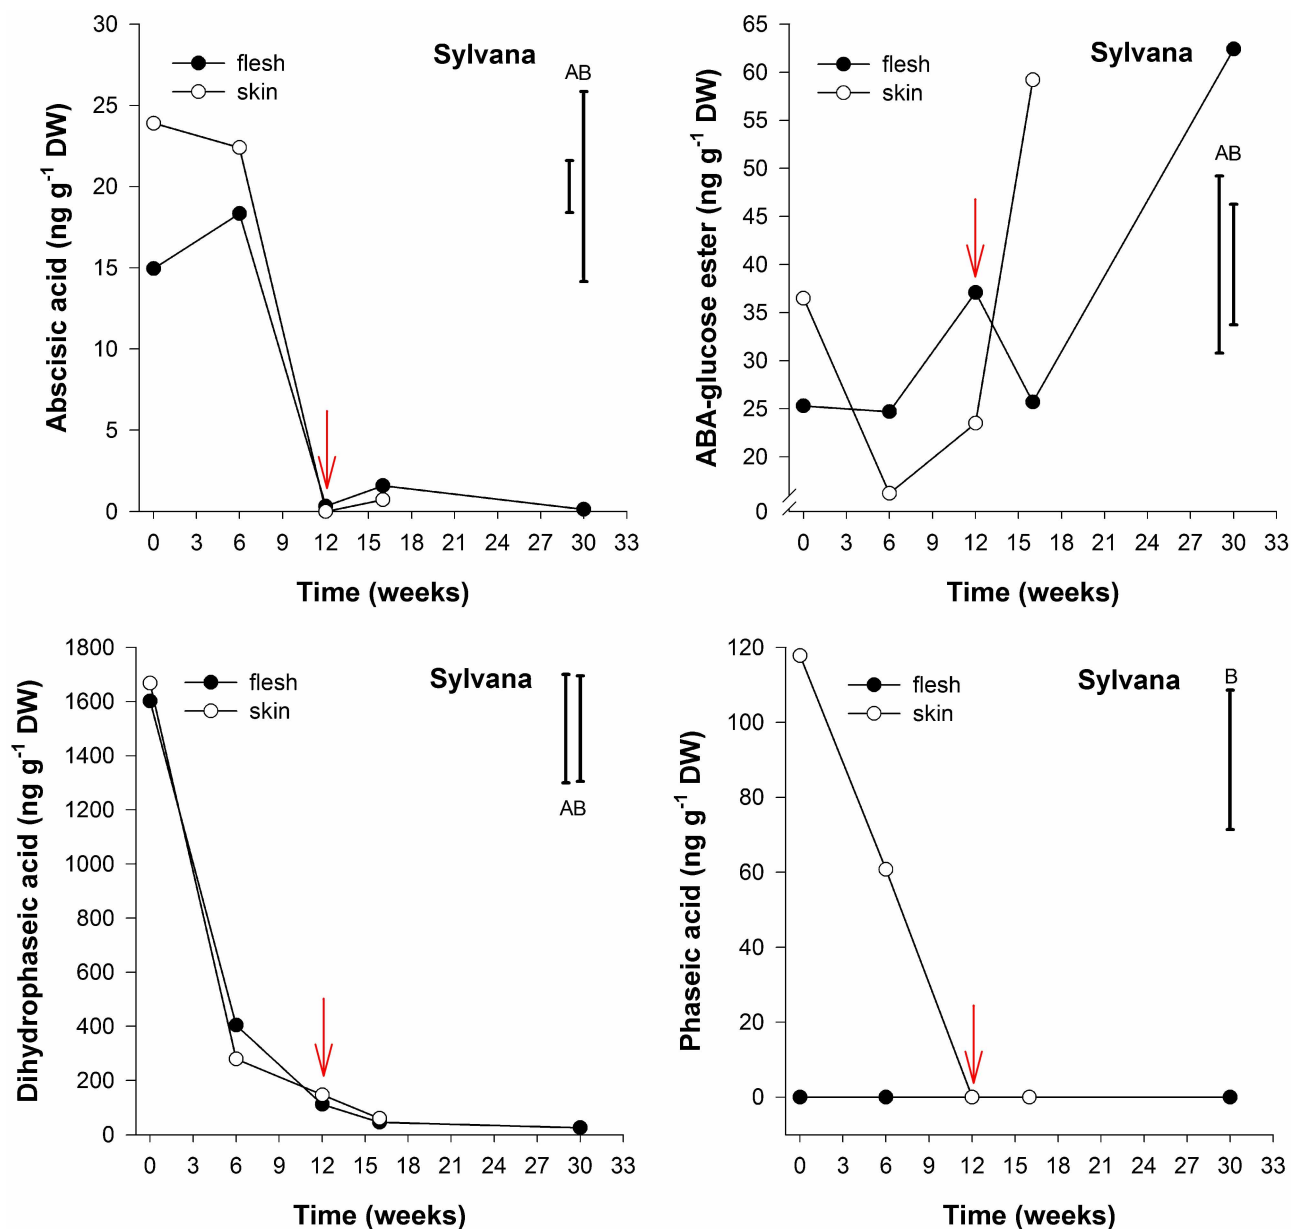 Abscisic acid (ng g⁻¹ DW)
30
25
20
15
10
5
0
flesh
skin
Sylvana
AB
0 3 6 9 12 15 18 21 24 27 30 33
Time (weeks)
ABA-glucose ester (ng g⁻¹ DW)
65
60
55
50
45
40
35
30
25
20
0
flesh
skin
Sylvana
AB
0 3 6 9 12 15 18 21 24 27 30 33
Time (weeks)
Dihydrophaseic acid (ng g⁻¹ DW)
1800
1600
1400
1200
1000
800
600
400
200
0
flesh
skin
Sylvana
AB
0 3 6 9 12 15 18 21 24 27 30 33
Time (weeks)
Phaseic acid (ng g⁻¹ DW)
120
100
80
60
40
20
0
flesh
skin
Sylvana
B
0 3 6 9 12 15 18 21 24 27 30 33
Time (weeks)